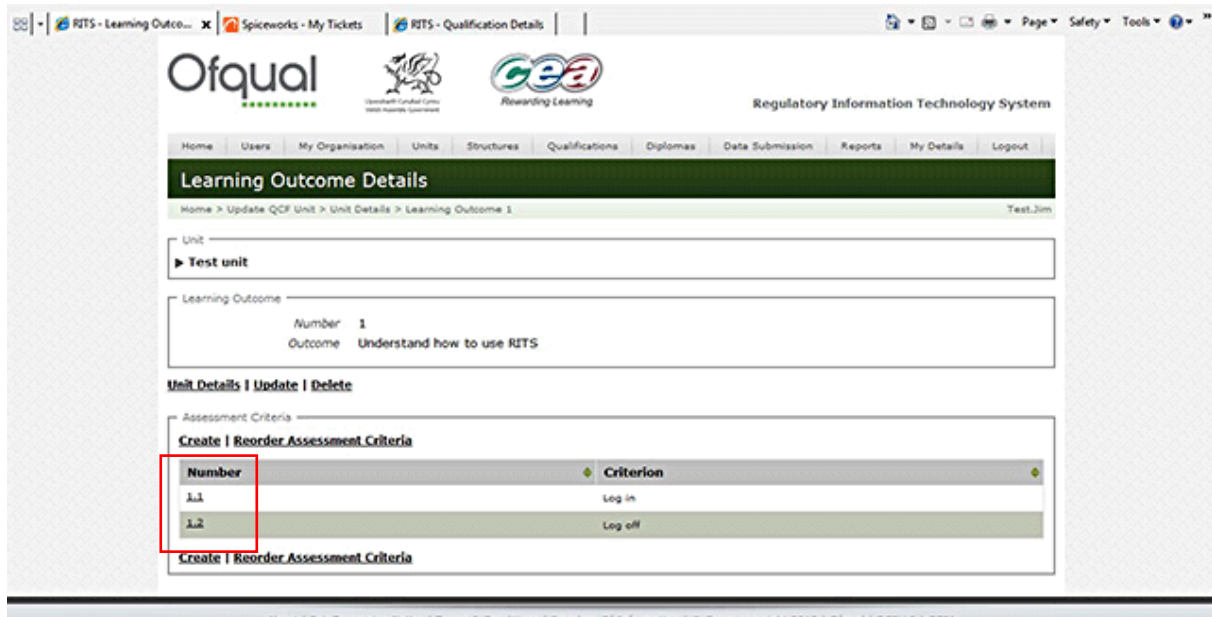 RITS - Learning Outco... x Spiceworks - My Tickets RITS - Qualification Details Page Safety Tools
Ofqual
cea
Rewarding Learning
Regulatory Information Technology System
Home Users My Organisation Units Structures Qualifications Diplomas Data Submission Reports My Details Logout
Learning Outcome Details
Home > Update QCF Unit > Unit Details > Learning Outcome 1 Test.Jim
Unit
Test unit
Learning Outcome
Number 1
Outcome Understand how to use RITS
Unit Details | Update | Delete
Assessment Criteria
Create | Reorder Assessment Criteria
Number Criterion
1.1 Log in
1.2 Log off
Create | Reorder Assessment Criteria